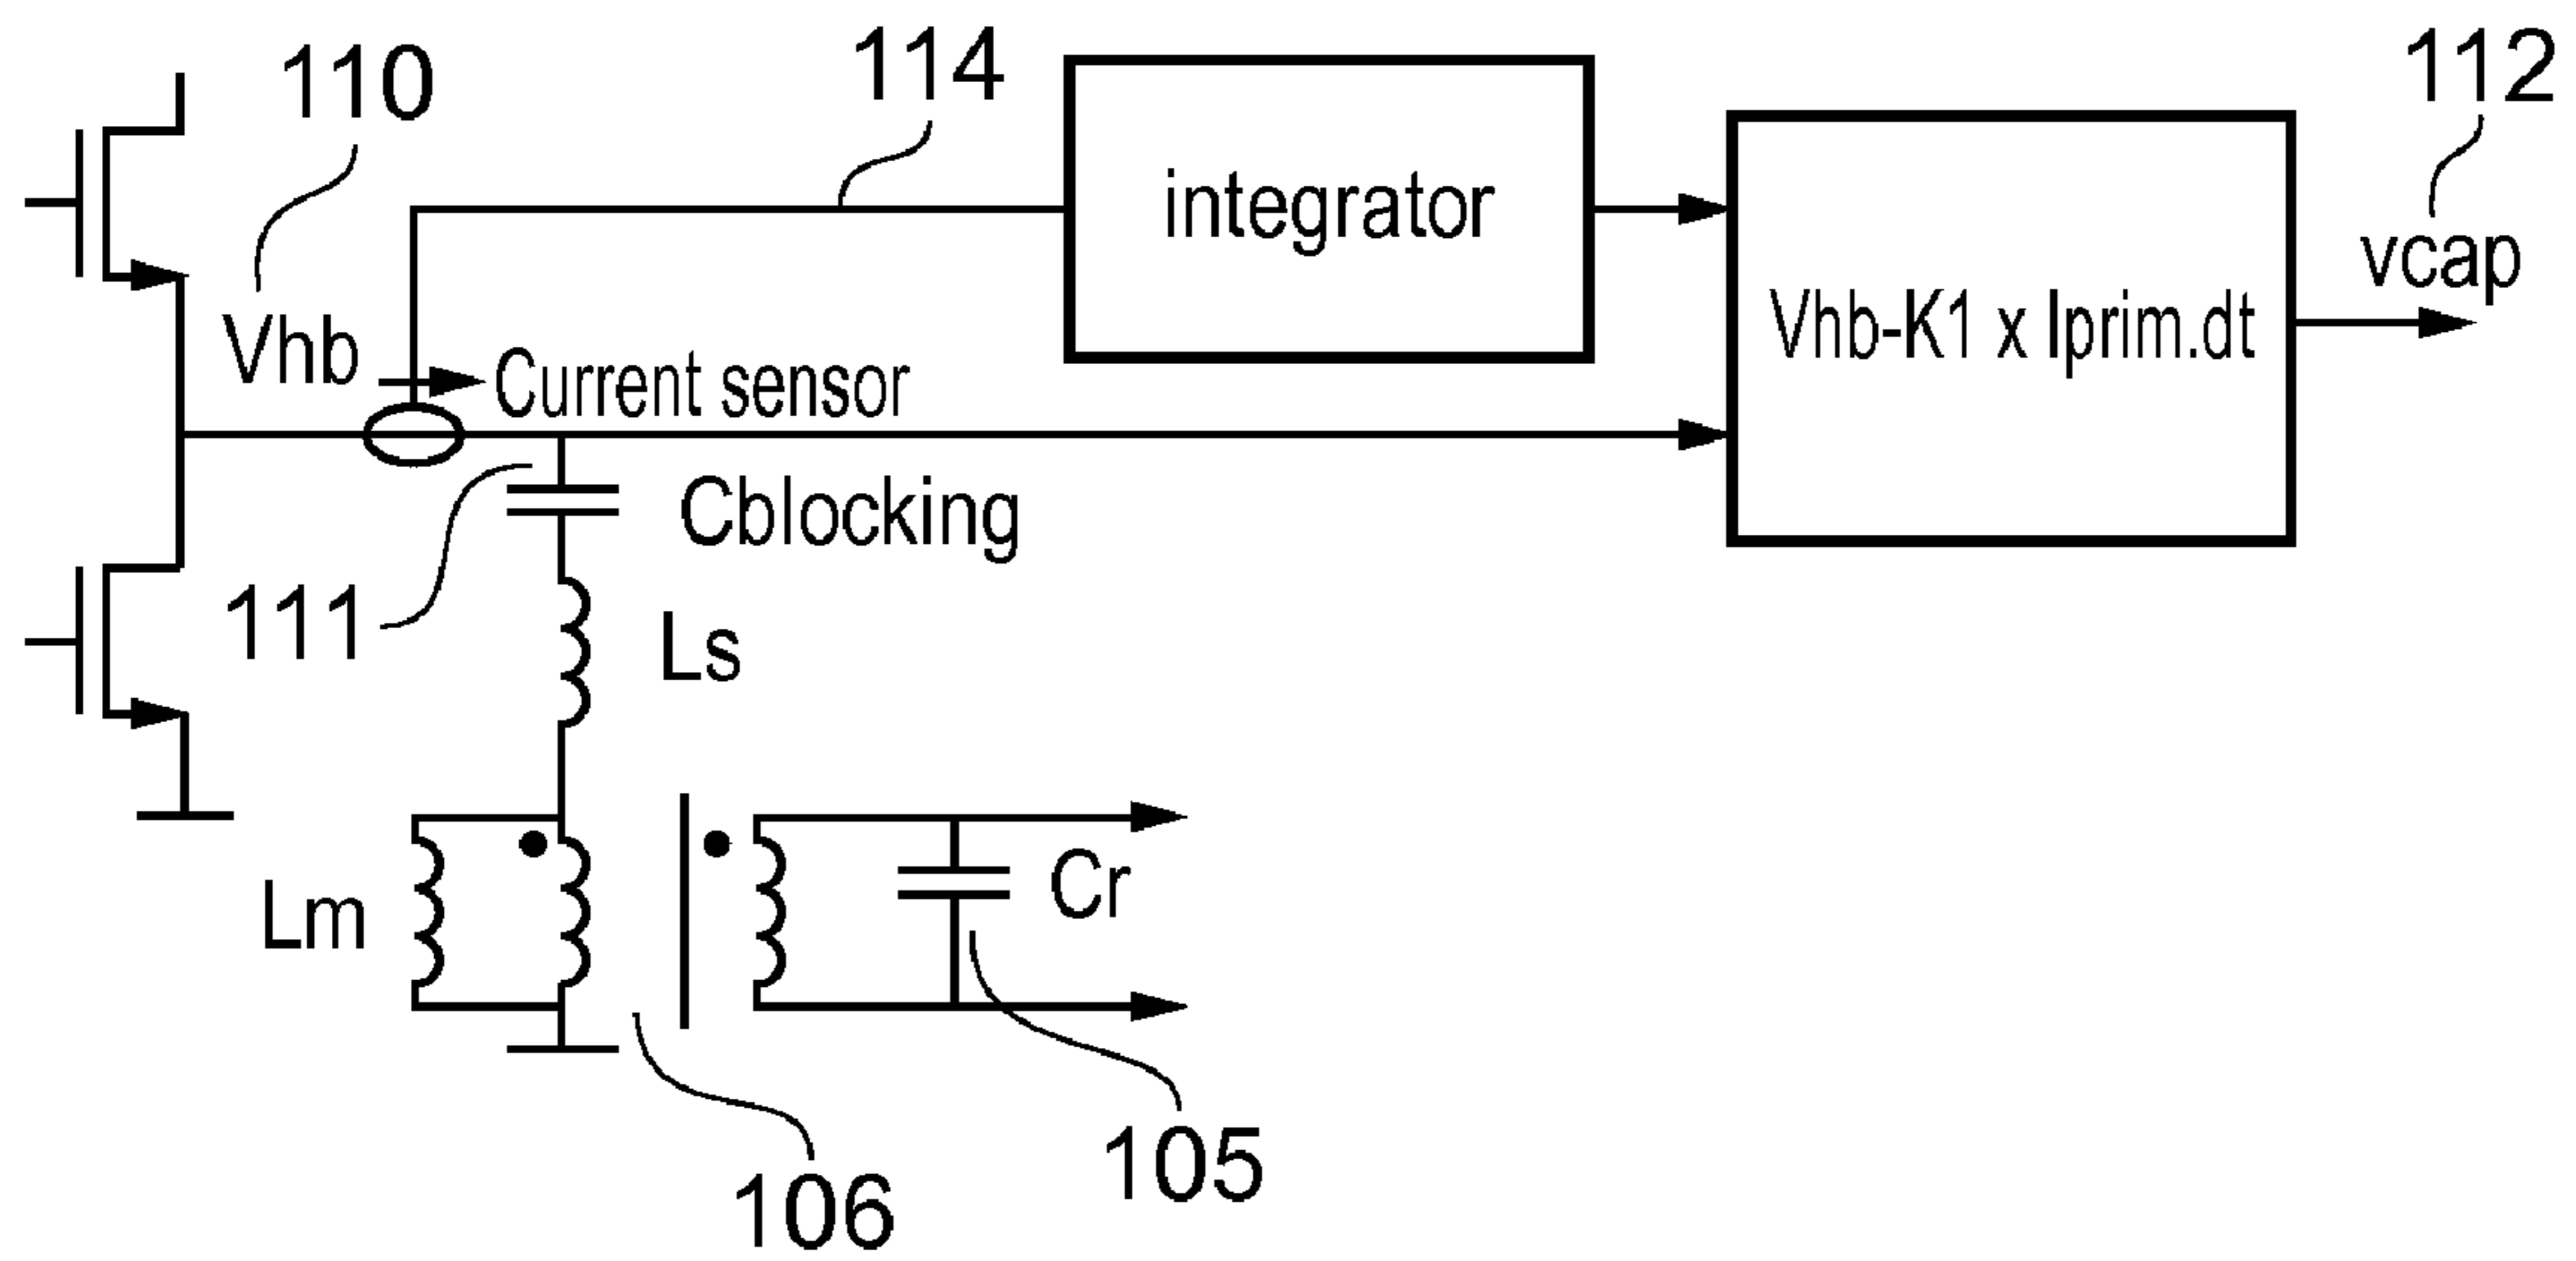 110
114
112
integrator
vcap
Vhb
Vhb-K1 x Iprim.dt
Current sensor
Cblocking
111
Ls
Lm
Cr
105
106